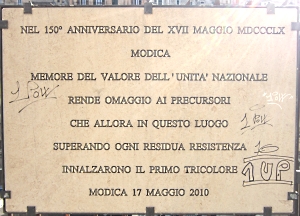 NEL 150° ANNIVERSARIO DEL XVII MAGGIO MDCCCLX
MODICA
MEMORE DEL VALORE DELL'UNITA' NAZIONALE
RENDE OMAGGIO AI PRECURSORI
CHE ALLORA IN QUESTO LUOGO
SUPERANDO OGNI RESIDUA RESISTENZA
INNALZARONO IL PRIMO TRICOLORE
1UP
MODICA 17 MAGGIO 2010